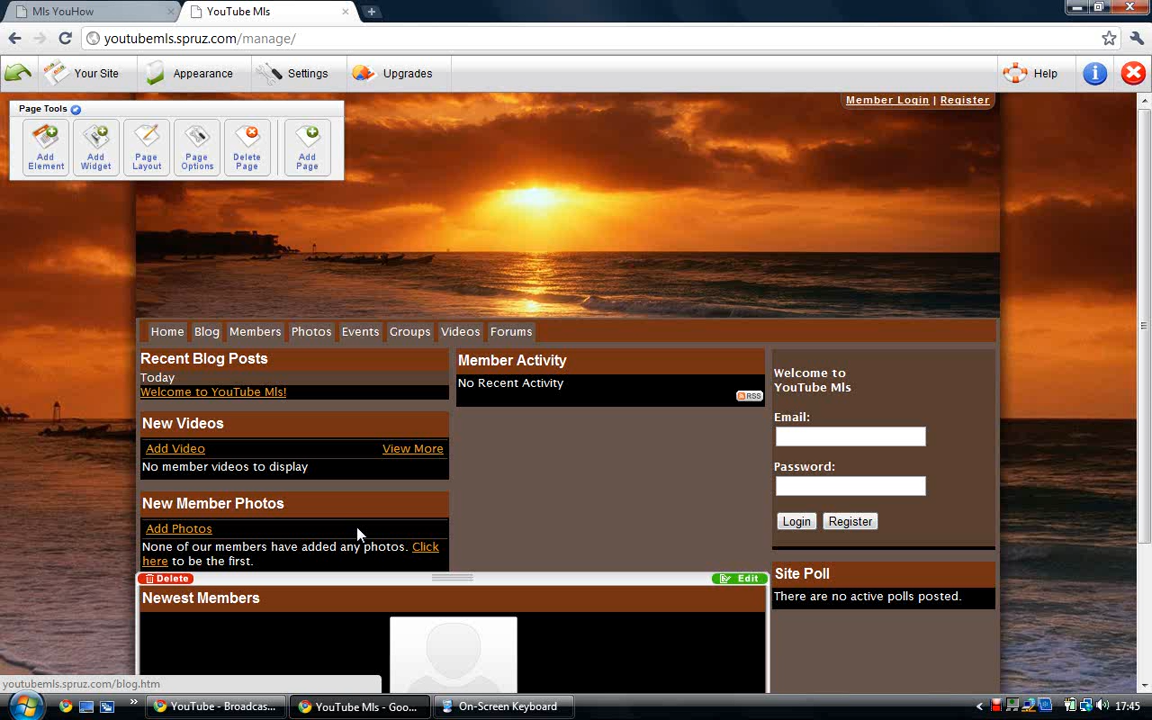 Mls YouHow
YouTube Mls
youtubemls.spruz.com/manage/
Your Site
Appearance
Settings
Upgrades
Help
Page Tools
Member Login | Register
Add Element
Add Widget
Page Layout
Page Options
Delete Page
Add Page
Home Blog Members Photos Events Groups Videos Forums
Recent Blog Posts
Today
Welcome to YouTube Mls!
New Videos
Add Video View More
No member videos to display
New Member Photos
Add Photos
None of our members have added any photos. Click
here to be the first.
Delete
Edit
Newest Members
Member Activity
No Recent Activity
RSS
Welcome to
YouTube Mls
Email:
Password:
Login Register
Site Poll
There are no active polls posted.
youtubemls.spruz.com/blog.htm
YouTube - Broadcas...
YouTube Mls - Goo...
On-Screen Keyboard
17:45